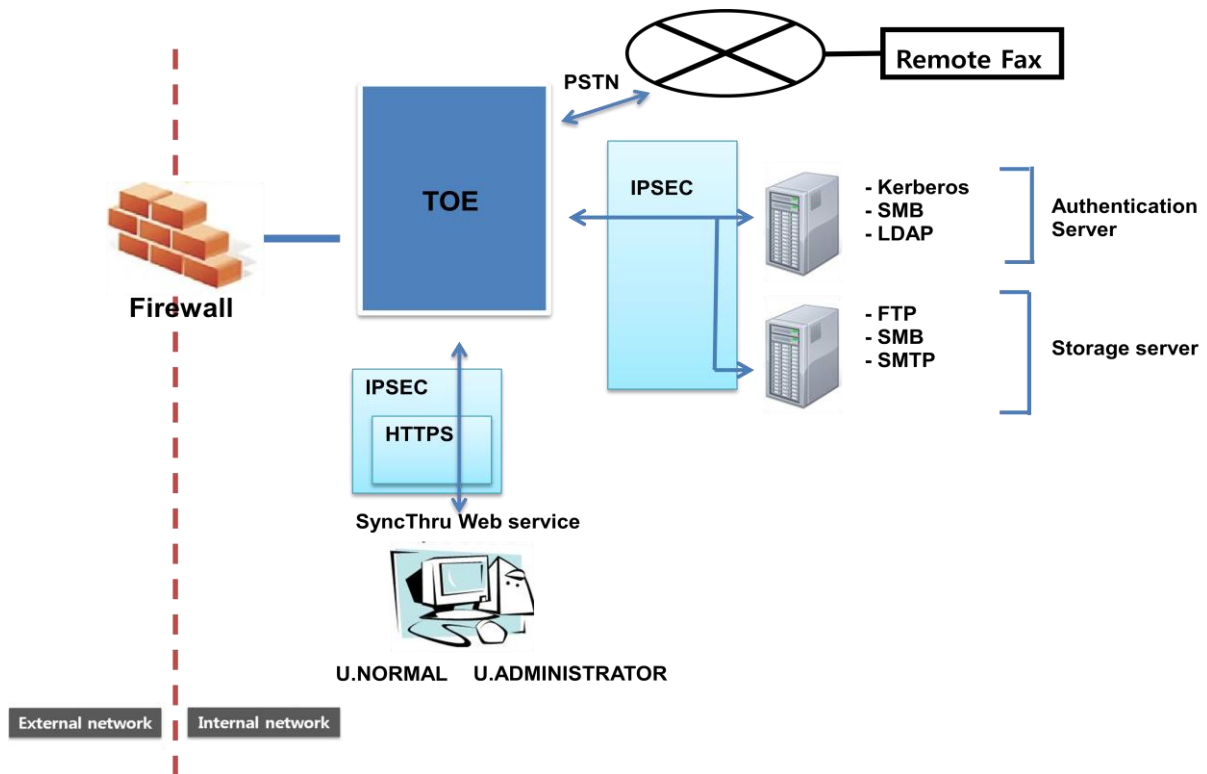 Remote Fax
PSTN
TOE
IPSEC
- Kerberos
- SMB
- LDAP
Authentication
Server
Firewall
- FTP
- SMB
- SMTP
Storage server
IPSEC
HTTPS
SyncThru Web service
U.NORMAL U.ADMINISTRATOR
External network
Internal network